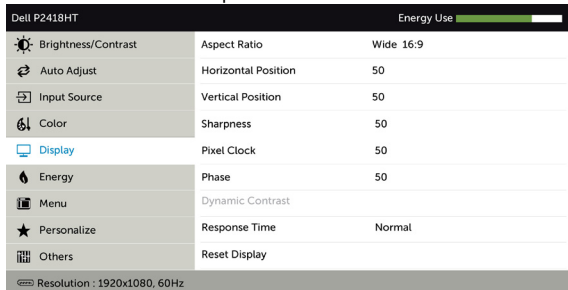 Dell P2418HT Energy Use
Brightness/Contrast Aspect Ratio Wide 16:9
Auto Adjust Horizontal Position 50
Input Source Vertical Position 50
Color Sharpness 50
Display Pixel Clock 50
Energy Phase 50
Menu Dynamic Contrast
Personalize Response Time Normal
Others Reset Display
Resolution : 1920x1080, 60Hz